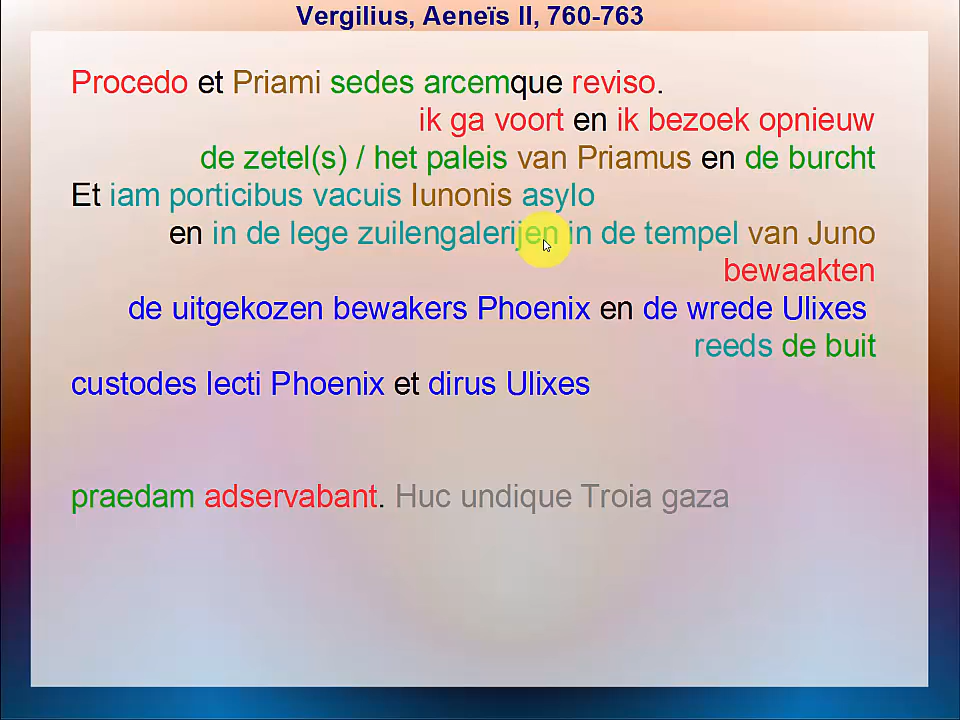 Vergilius, Aeneïs II, 760-763
Procedo et Priami sedes arcemque reviso.
ik ga voort en ik bezoek opnieuw
de zetel(s) / het paleis van Priamus en de burcht
Et iam porticibus vacuis Iunonis asylo
en in de lege zuilengalerijen in de tempel van Juno
bewaakten
de uitgekozen bewakers Phoenix en de wrede Ulixes
reeds de buit
custodes lecti Phoenix et dirus Ulixes
praedam adservabant. Huc undique Troia gaza